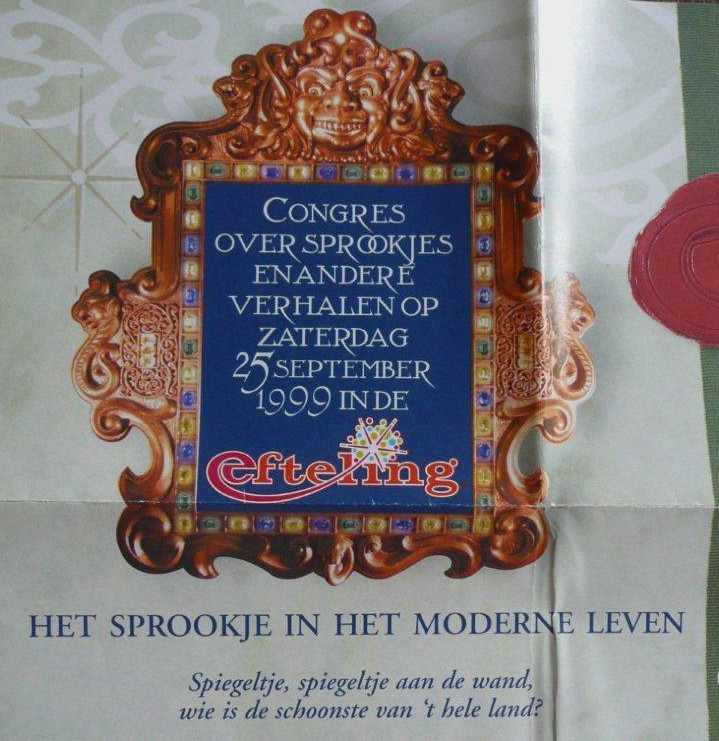 CONGRES
OVER SPROOKJES
EN ANDERE
VERHALEN OP
ZATERDAG
25 SEPTEMBER
1999 IN DE
efteling
HET SPROOKJE IN HET MODERNE LEVEN
Spiegeltje, spiegeltje aan de wand,
wie is de schoonste van 't hele land?